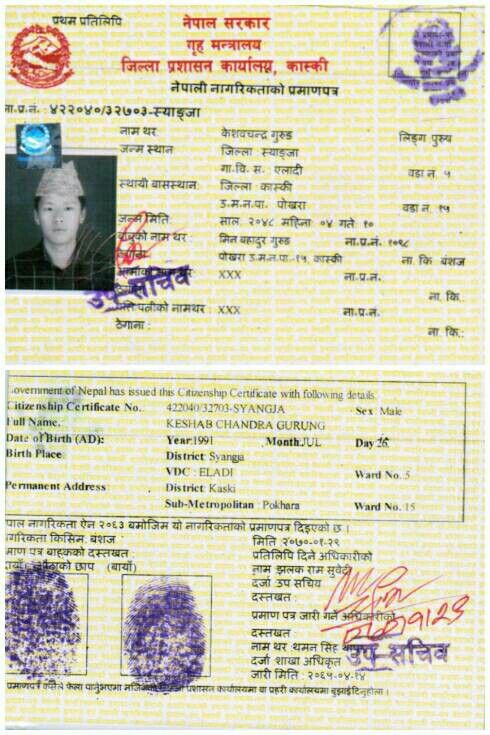 प्रथम प्रतिलिपि
नेपाल सरकार
गृह मन्त्रालय
जिल्ला प्रशासन कार्यालय, कास्की
नेपाली नागरिकताको प्रमाणपत्र
ना.प्र.नं. : ४२२०४०/३२७०३-स्याङ्जा
नाम थर केशवचन्द्र गुरुङ लिङ्ग पुरुष
जन्म स्थान जिल्ला स्याङ्जा
गा.वि. स.: एलादी वडा नं. ५
स्थायी बासस्थान: जिल्ला कास्की
उ.म.न.पा. पोखरा वडा नं. १५
जन्म मिति: साल: २०४८ महिना ०४ गते १०
बाबुको नाम थर : मिन बहादुर गुरुङ ना.प्र.नं. १०९८
पोखरा उ.म.न.पा.-१५ कास्की ना. कि बंशज
आमाको नाम थर XXX ना.प्र.न.
ना. कि:
पति/पत्नीको नामथर : XXX ना.प्र.न.
ठेगाना : ना. कि.:
उप सचिव
overnment of Nepal has issued this Citizenship Certificate with following details.
Citizenship Certificate No. 422040/32703-SYANGJA Sex: Male
Full Name. KESHAB CHANDRA GURUNG
Date of Birth (AD): Year:1991 Month:JUL Day 26
Birth Place: District: Syangja
VDC : ELADI Ward No.:5
Permanent Address : District: Kaski
Sub-Metropolitan : Pokhara Ward No. 15
पाल नागरिकता ऐन २०६३ बमोजिम यो नागरिकताको प्रमाणपत्र दिइएको छ ।
गरिकता किसिम: बंशज मिति :२०७०-०१-२९
माण पत्र बाहकको दस्तखत: प्रतिलिपि दिने अधिकारीको
औंठाको छाप (बायाँ) नाम झलक राम सुवेदी
दर्जा उप सचिव
दस्तखत :
प्रमाण पत्र जारी गर्ने अधिकारीको
दस्तखत :
नाम थर थमन सिंह थापा
दर्जा शाखा अधिकृत
उप सचिव
जारी मिति : २०६५-०४-१४
प्रमाणपत्र कसैले फेला पार्नुभएमा प्रशासन कार्यालयमा वा प्रहरी कार्यालयमा बुझाईदिनुहोला ।